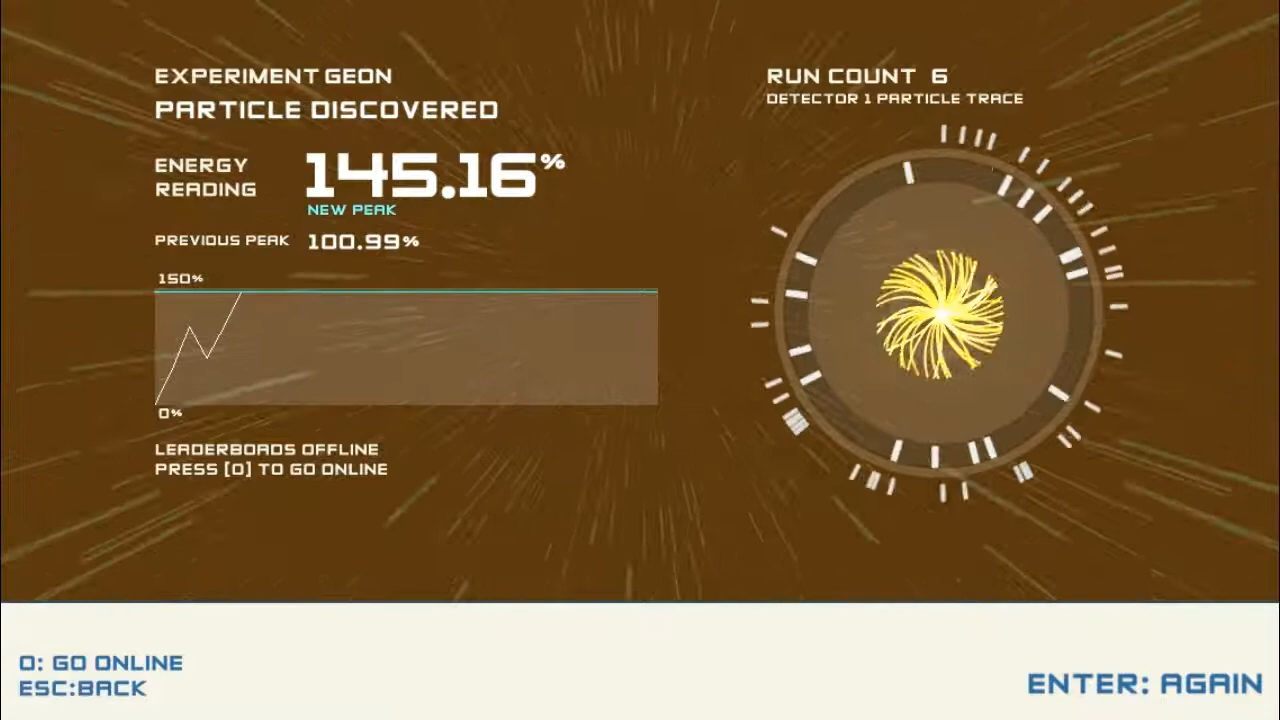 EXPERIMENT GEON
PARTICLE DISCOVERED
ENERGY READING
145.16%
NEW PEAK
PREVIOUS PEAK 100.99%
150%
0%
LEADERBOADS OFFLINE
PRESS [O] TO GO ONLINE
RUN COUNT 6
DETECTOR 1 PARTICLE TRACE
O: GO ONLINE
ESC:BACK
ENTER: AGAIN